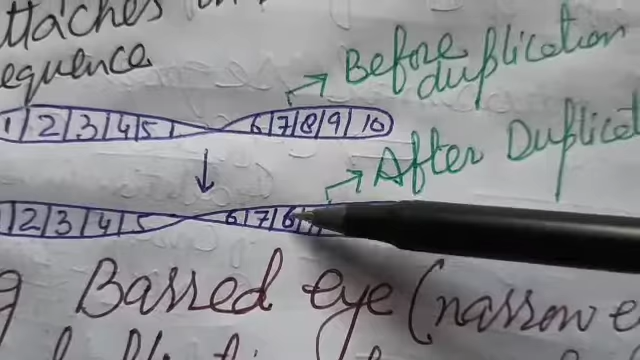 ttaches
equence
Before
duplication
1 2 3 4 5 6 7 8 9 10
After Duplicat
2 3 4 5 6 7 6
g Barred eye (narrow e